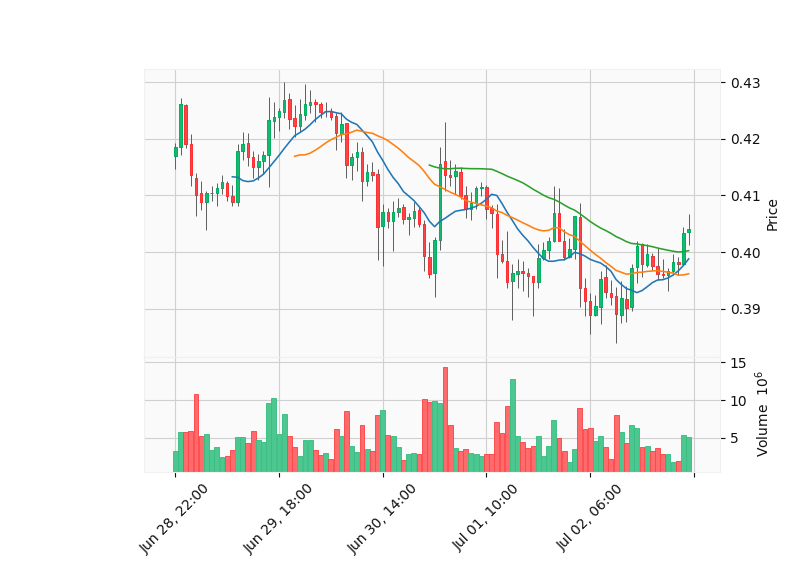 0.43
0.42
0.41
0.40
0.39
Price
15
10
5
Volume 10^6
Jun 28, 22:00
Jun 29, 18:00
Jun 30, 14:00
Jul 01, 10:00
Jul 02, 06:00